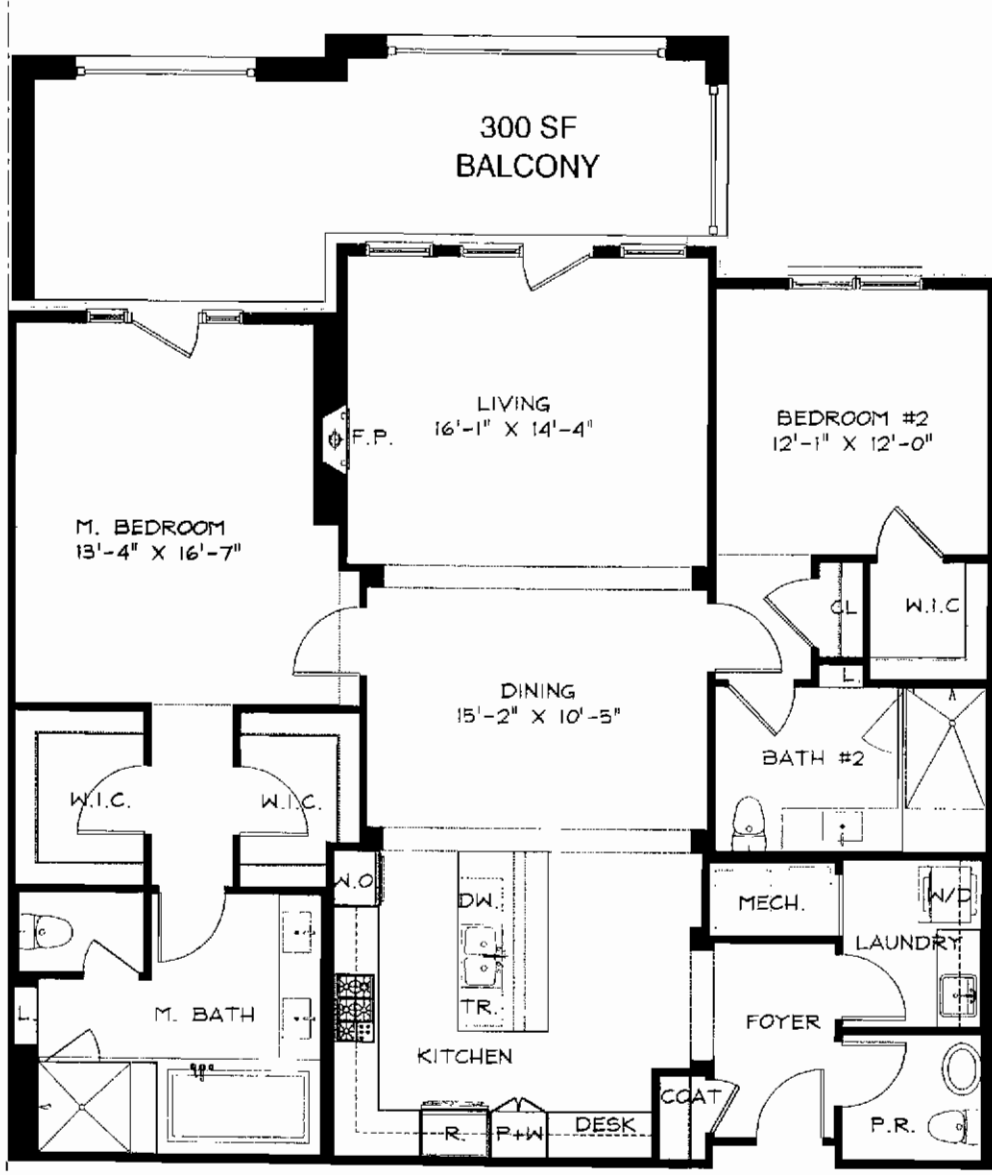 300 SF
BALCONY
LIVING
16'-1" X 14'-4"
F.P.
BEDROOM #2
12'-1" X 12'-0"
M. BEDROOM
13'-4" X 16'-7"
CL
W.I.C
L.
DINING
15'-2" X 10'-5"
BATH #2
W.I.C.
W.I.C.
W.O
DW.
MECH.
W/D
LAUNDRY
L.
M. BATH
TR.
FOYER
KITCHEN
COAT
R.
P+W
DESK
P.R.